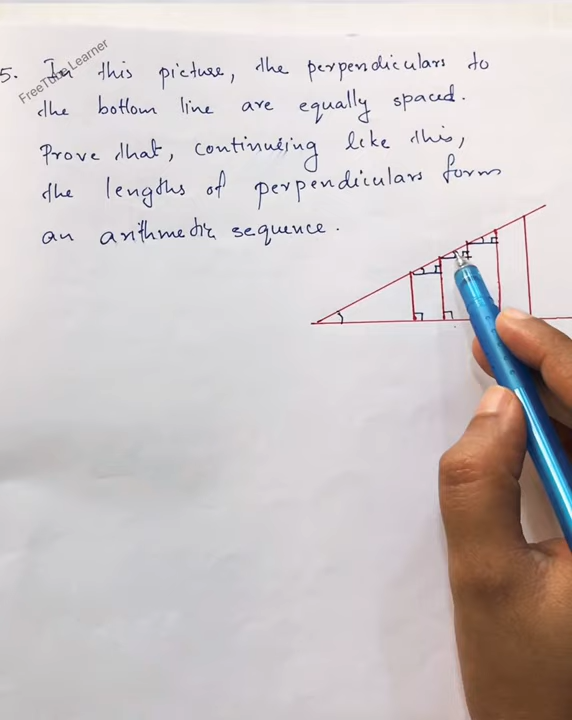 FreeTube Learner
5. In this picture, the perpendiculars to
the bottom line are equally spaced.
Prove that, continuing like this,
the lengths of perpendiculars form
an arithmetic sequence.